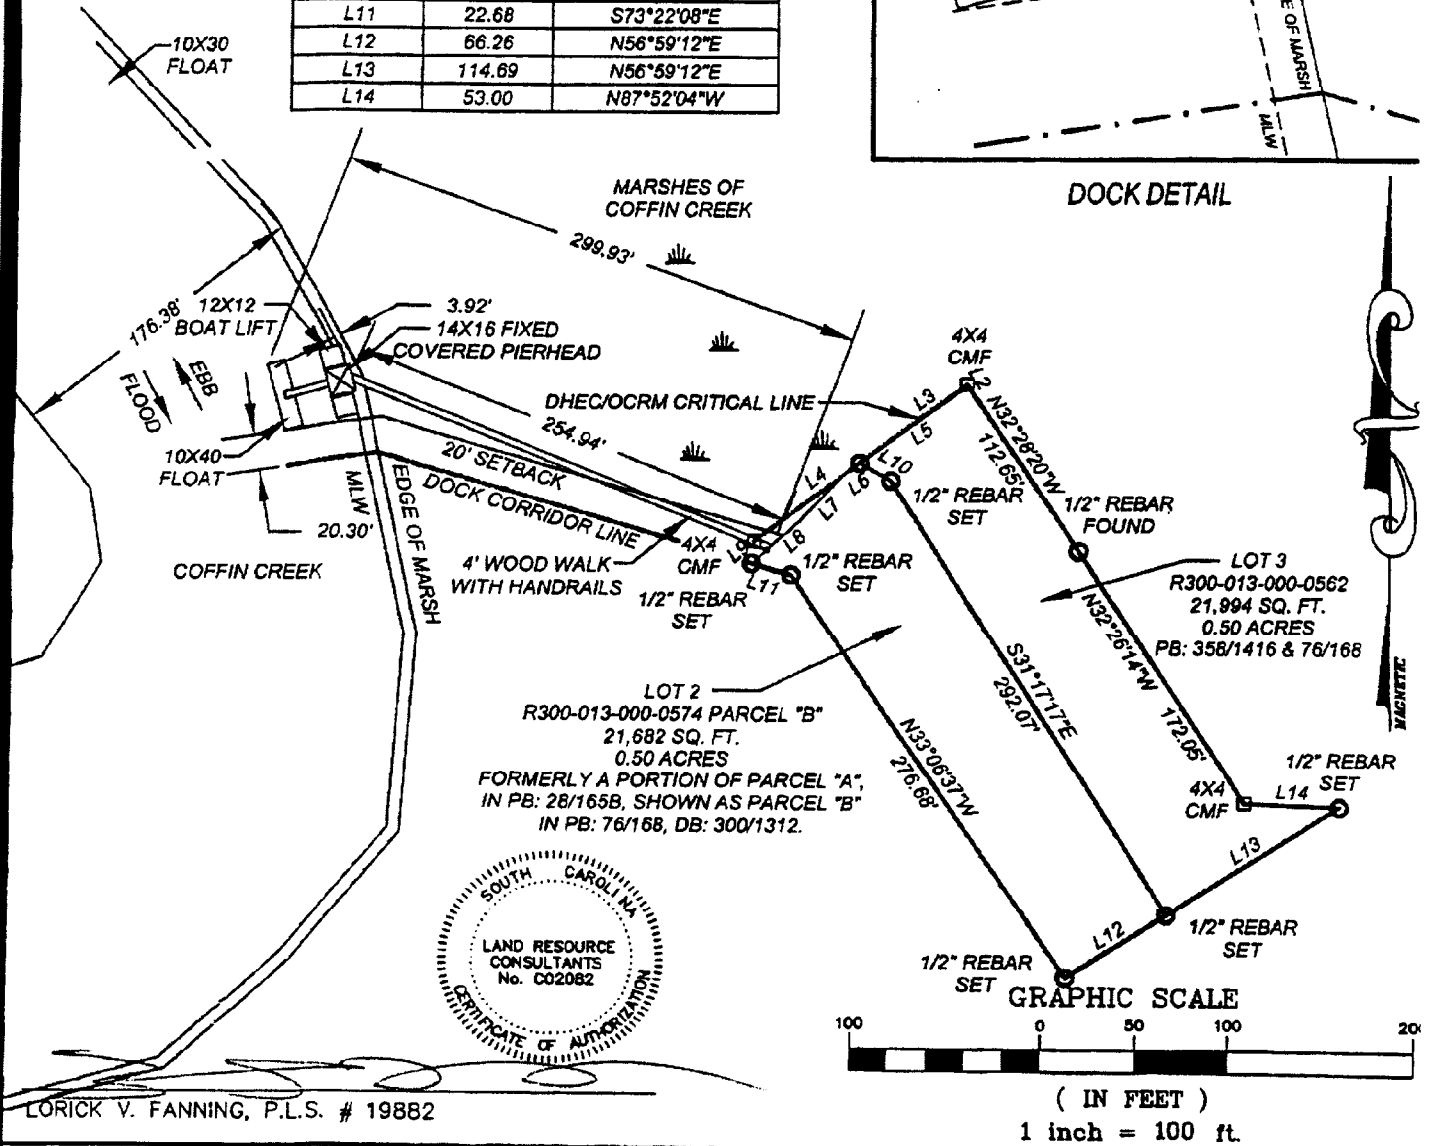 L11 22.68 S73°22'08"E
L12 66.26 N56°59'12"E
L13 114.69 N56°59'12"E
L14 53.00 N87°52'04"W
10X30
FLOAT
E OF MARSH
MLW
DOCK DETAIL
MARSHES OF
COFFIN CREEK
299.93'
176.38'
12X12
BOAT LIFT
3.92'
14X16 FIXED
COVERED PIERHEAD
EBB
FLOOD
DHEC/OCRM CRITICAL LINE
254.94'
10X40
FLOAT
20' SETBACK
DOCK CORRIDOR LINE
MLW
EDGE OF MARSH
20.30'
COFFIN CREEK
4' WOOD WALK
WITH HANDRAILS
4X4
CMF
L2
L3
L5
L4
L10
L6
L7
L8
L9
4X4
CMF
L11
1/2" REBAR
SET
1/2" REBAR
SET
1/2" REBAR
SET
N32°28'20"W
112.65'
1/2" REBAR
FOUND
LOT 3
R300-013-000-0562
21,994 SQ. FT.
0.50 ACRES
PB: 358/1416 & 76/168
N32°26'14"W 172.05'
S31°17'17"E
292.07'
MAGNETIC
LOT 2
R300-013-000-0574 PARCEL "B"
21,682 SQ. FT.
0.50 ACRES
FORMERLY A PORTION OF PARCEL "A",
IN PB: 28/165B, SHOWN AS PARCEL "B"
IN PB: 76/168, DB: 300/1312.
N33°06'37"W
276.68'
4X4
CMF
L14
1/2" REBAR
SET
L13
L12
1/2" REBAR
SET
1/2" REBAR
SET
SOUTH CAROLINA
LAND RESOURCE
CONSULTANTS
No. C02082
CERTIFICATE OF AUTHORIZATION
GRAPHIC SCALE
100 0 50 100 20
( IN FEET )
1 inch = 100 ft.
LORICK V. FANNING, P.L.S. # 19882